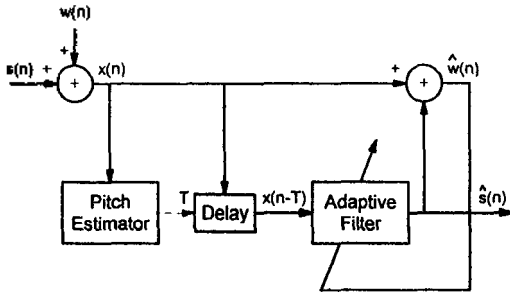 w(n)
s(n) + + x(n) + + ŵ(n)
Pitch Estimator
T
Delay
x(n-T)
Adaptive Filter
ŝ(n)